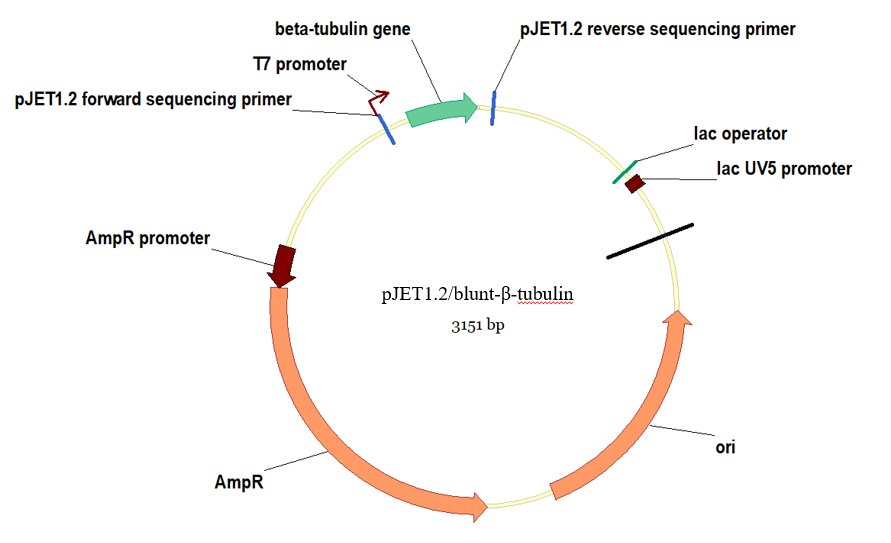 beta-tubulin gene
pJET1.2 reverse sequencing primer
T7 promoter
pJET1.2 forward sequencing primer
lac operator
lac UV5 promoter
AmpR promoter
pJET1.2/blunt-β-tubulin
3151 bp
ori
AmpR